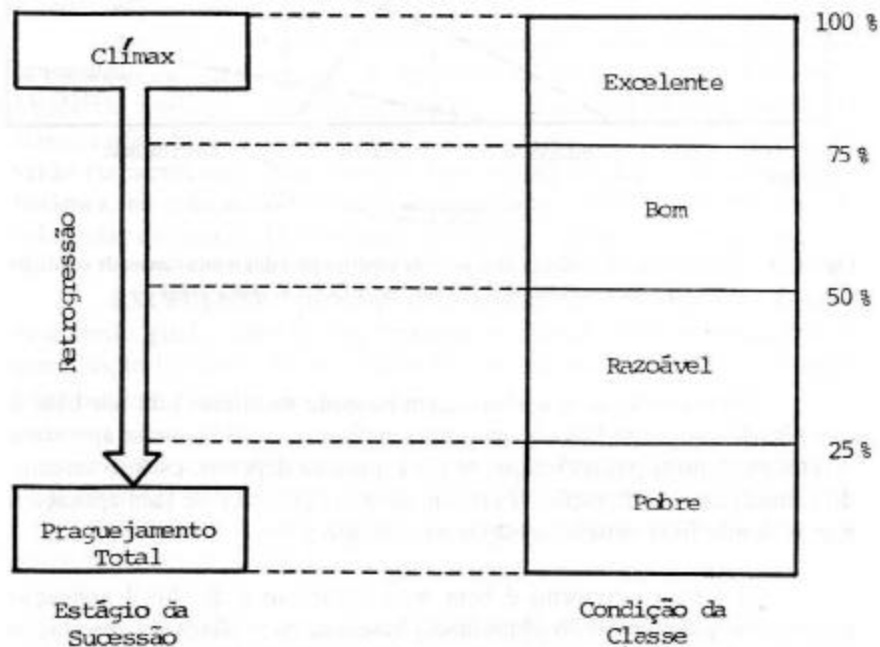 100 %
Clímax
Excelente
75 %
Bom
Retrogressão
50 %
Razoável
25 %
Pobre
Praguejamento
Total
Estágio da
Sucessão
Condição da
Classe